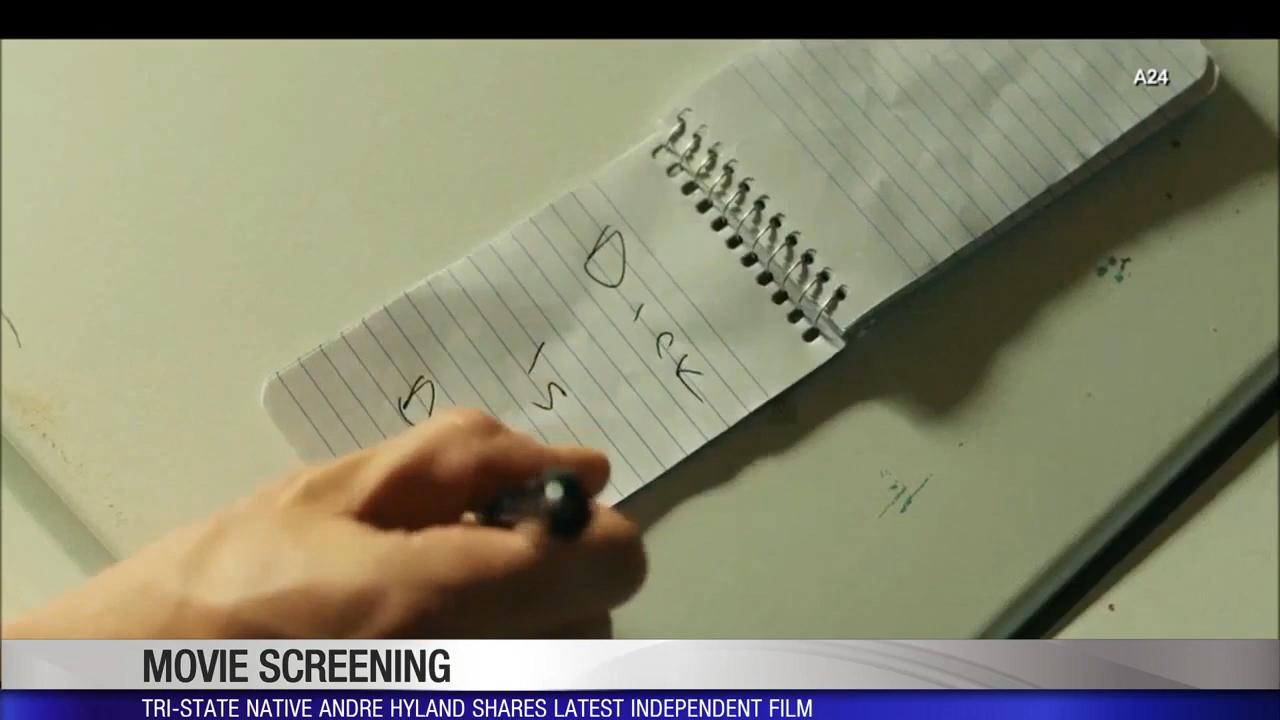 A24
Dick
is
D
MOVIE SCREENING
TRI-STATE NATIVE ANDRE HYLAND SHARES LATEST INDEPENDENT FILM